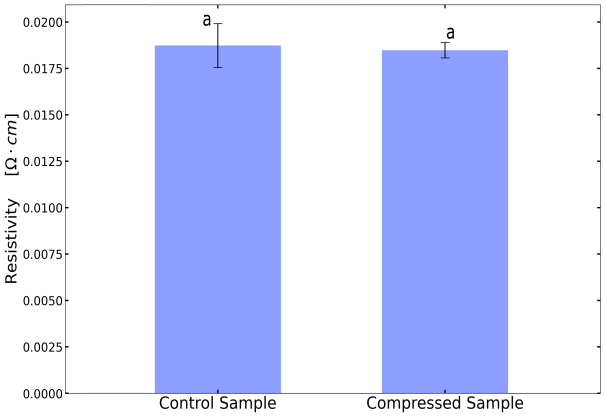 0.0200
0.0175
0.0150
0.0125
0.0100
0.0075
0.0050
0.0025
0.0000
Resistivity [Ω · cm]
a
a
Control Sample
Compressed Sample